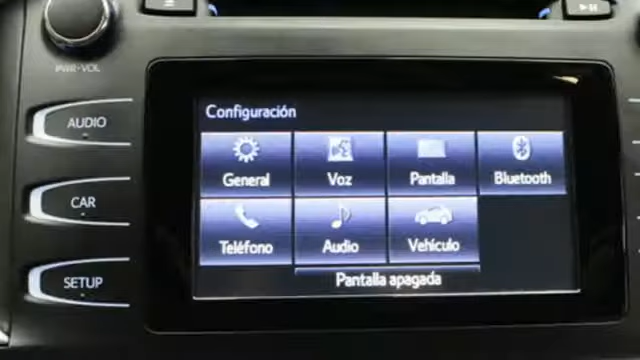 PWR•VOL
AUDIO
CAR
SETUP
Configuración
General
Voz
Pantalla
Bluetooth
Teléfono
Audio
Vehículo
Pantalla apagada